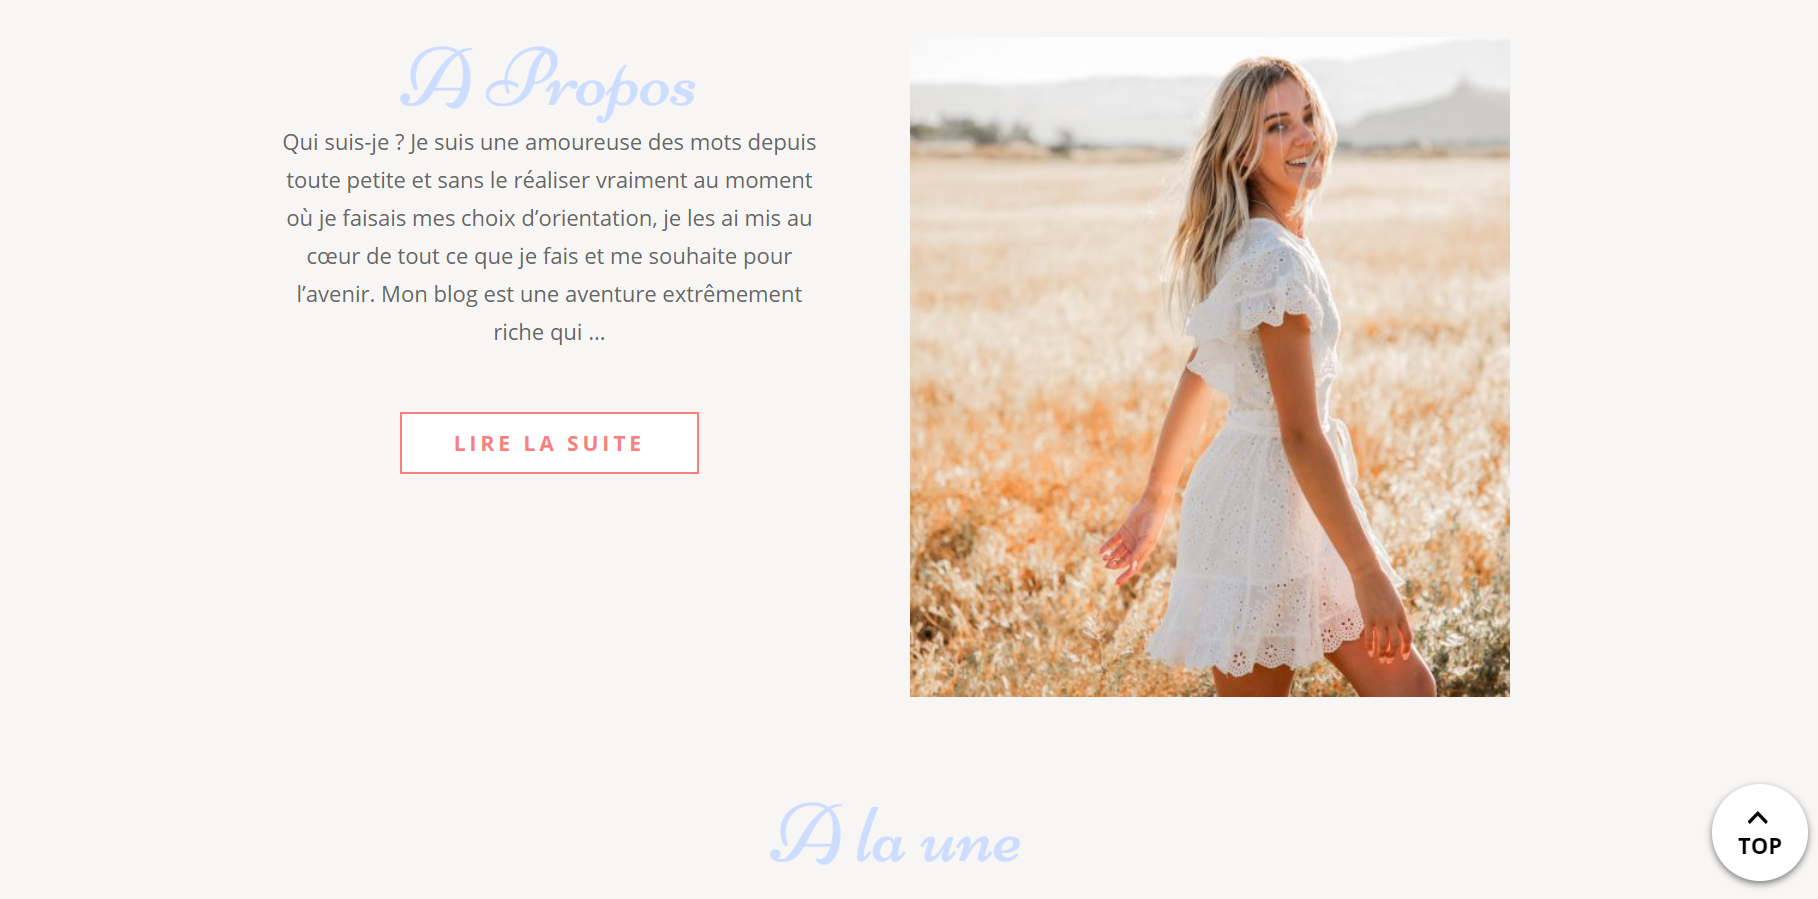 A Propos
Qui suis-je ? Je suis une amoureuse des mots depuis
toute petite et sans le réaliser vraiment au moment
où je faisais mes choix d’orientation, je les ai mis au
cœur de tout ce que je fais et me souhaite pour
l’avenir. Mon blog est une aventure extrêmement
riche qui ...
LIRE LA SUITE
A la une
TOP